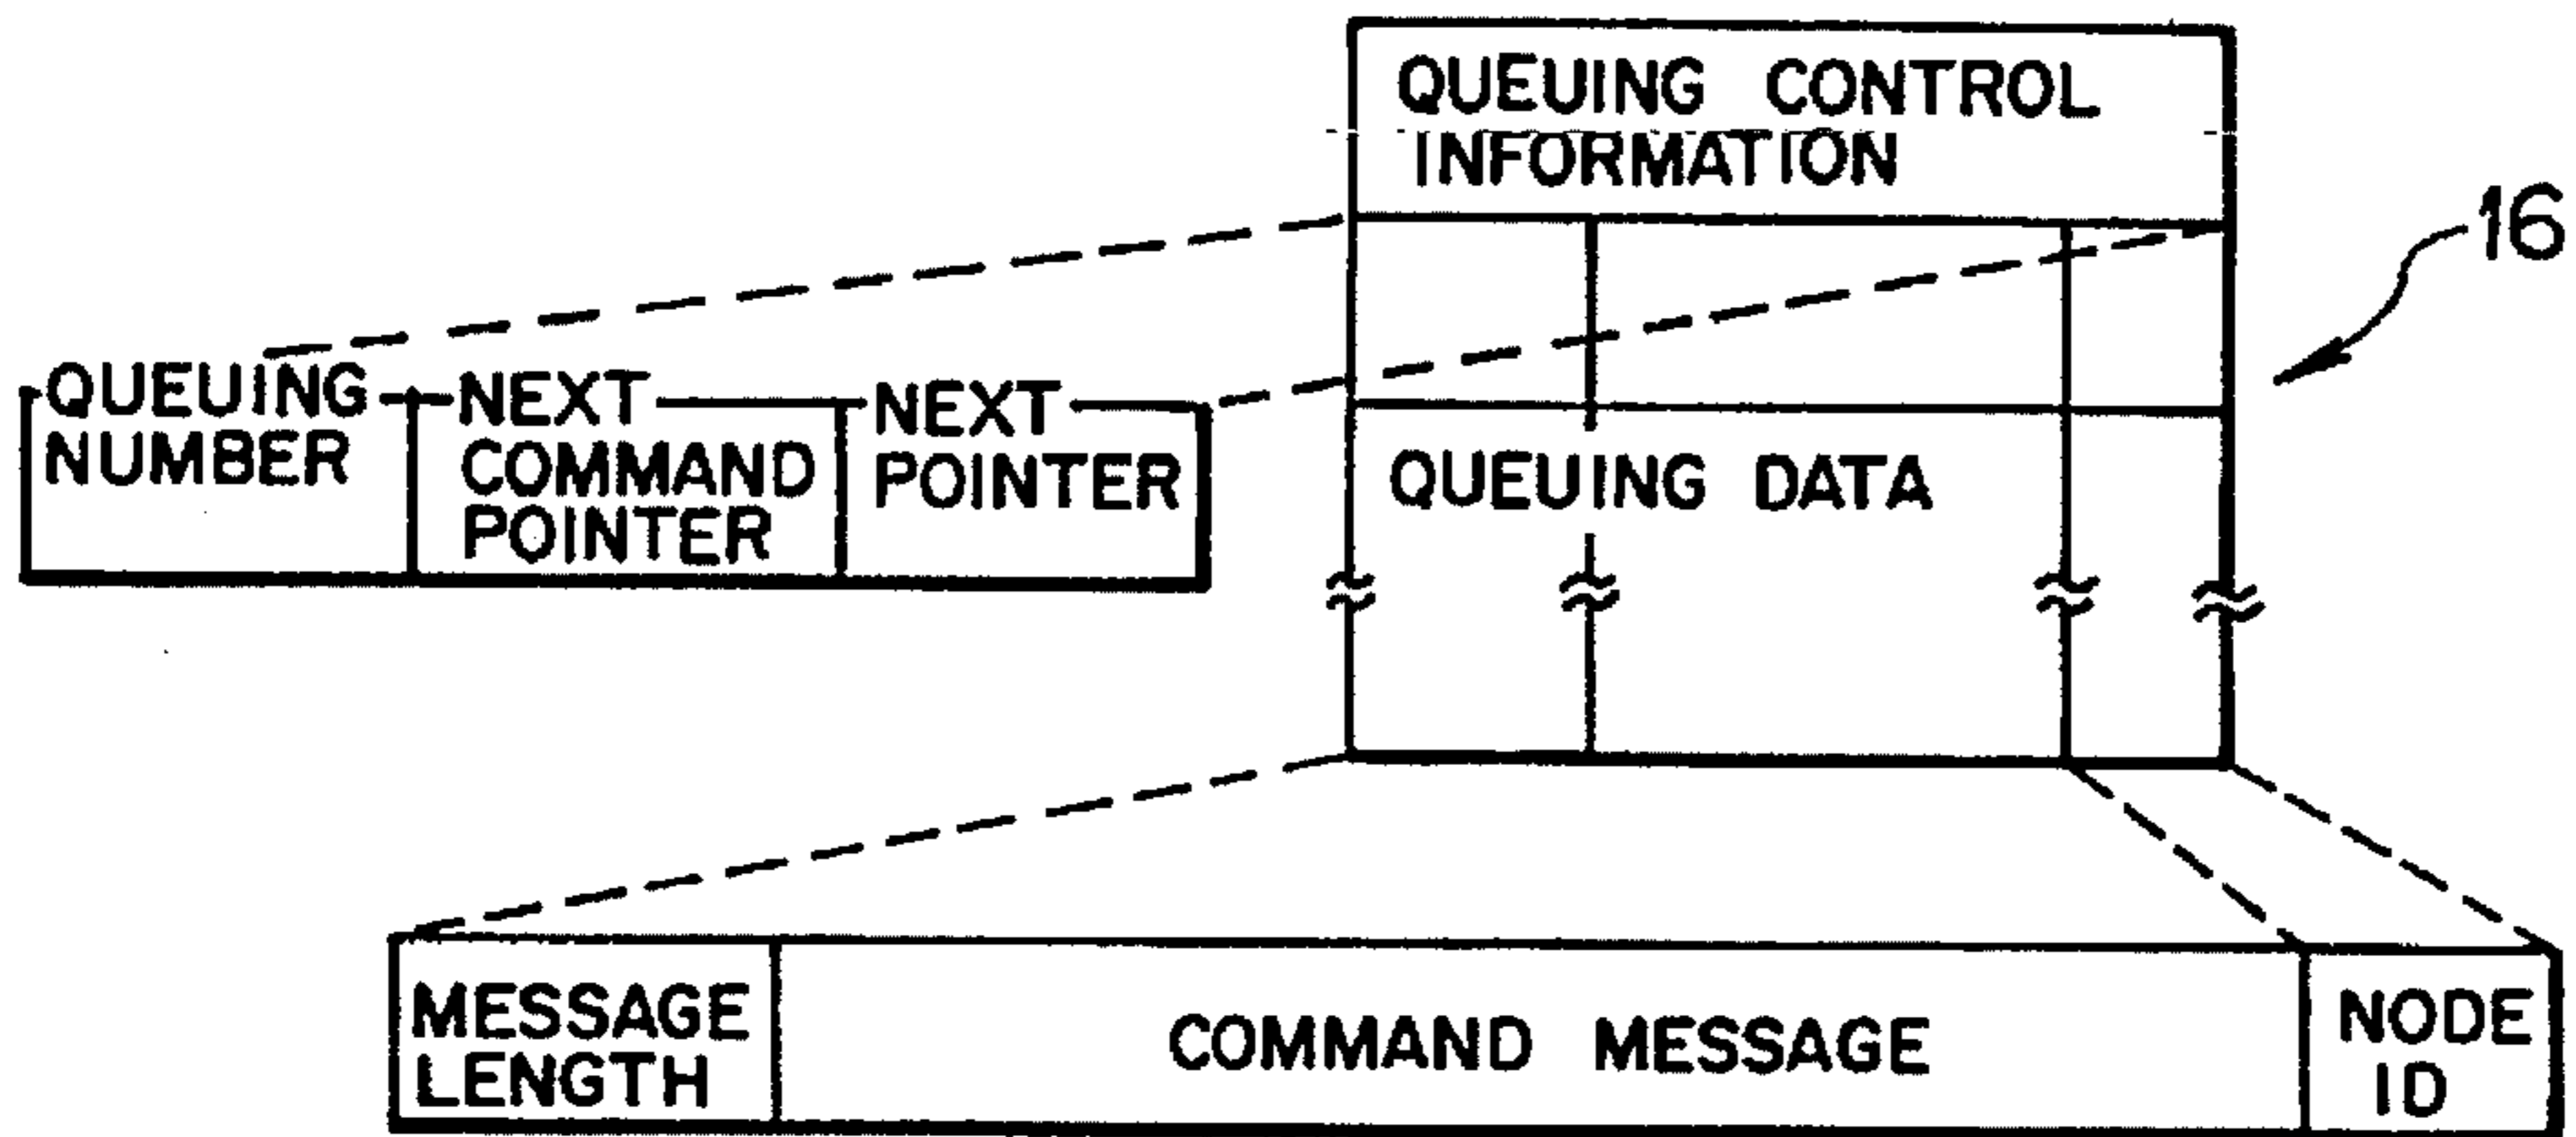 QUEUING CONTROL
INFORMATION
16
QUEUING
NUMBER
NEXT
COMMAND
POINTER
NEXT
POINTER
QUEUING DATA
MESSAGE
LENGTH
COMMAND MESSAGE
NODE
ID